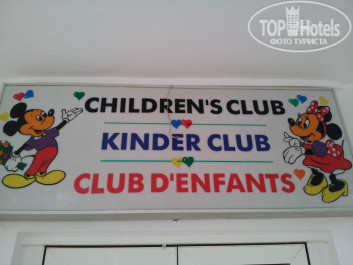 TOP Hotels
ФОТО ТУРИСТА
CHILDREN'S CLUB
KINDER CLUB
CLUB D'ENFANTS